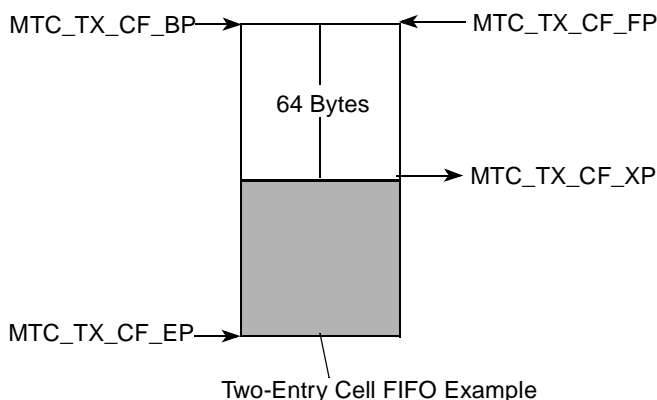 MTC_TX_CF_BP
MTC_TX_CF_FP
64 Bytes
MTC_TX_CF_XP
MTC_TX_CF_EP
Two-Entry Cell FIFO Example